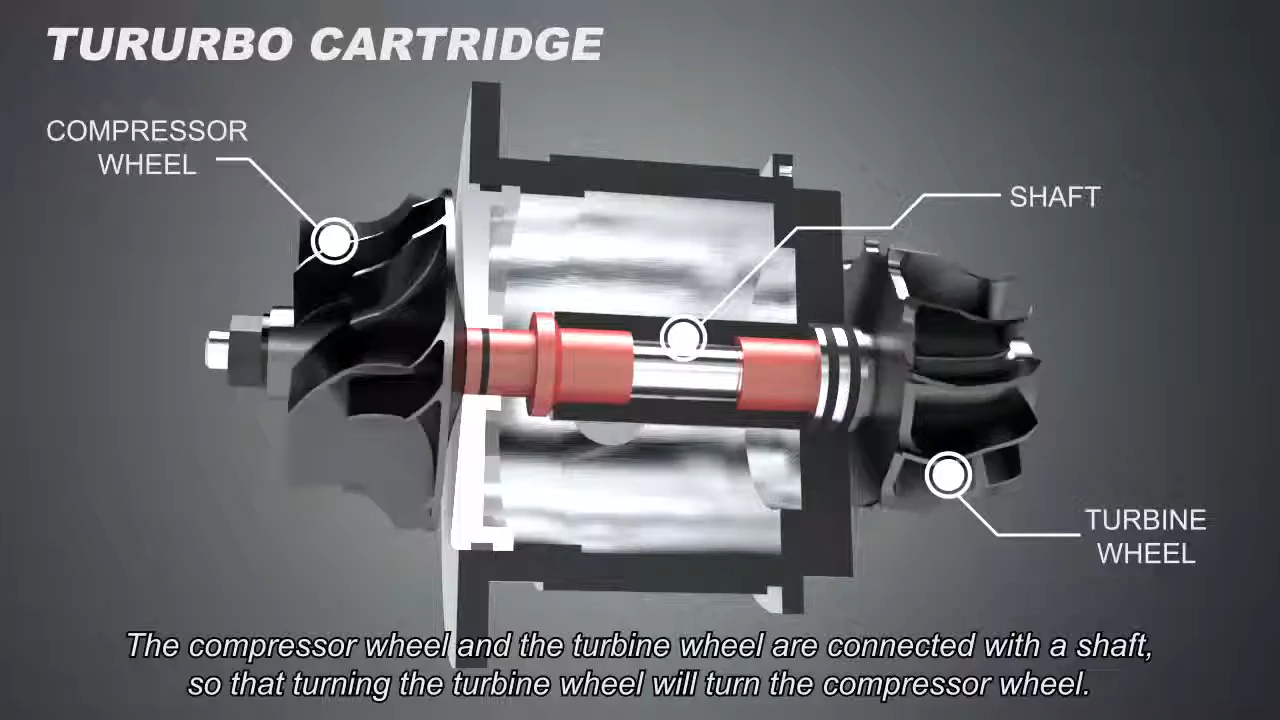 TURURBO CARTRIDGE
COMPRESSOR
WHEEL
SHAFT
TURBINE
WHEEL
The compressor wheel and the turbine wheel are connected with a shaft,
so that turning the turbine wheel will turn the compressor wheel.